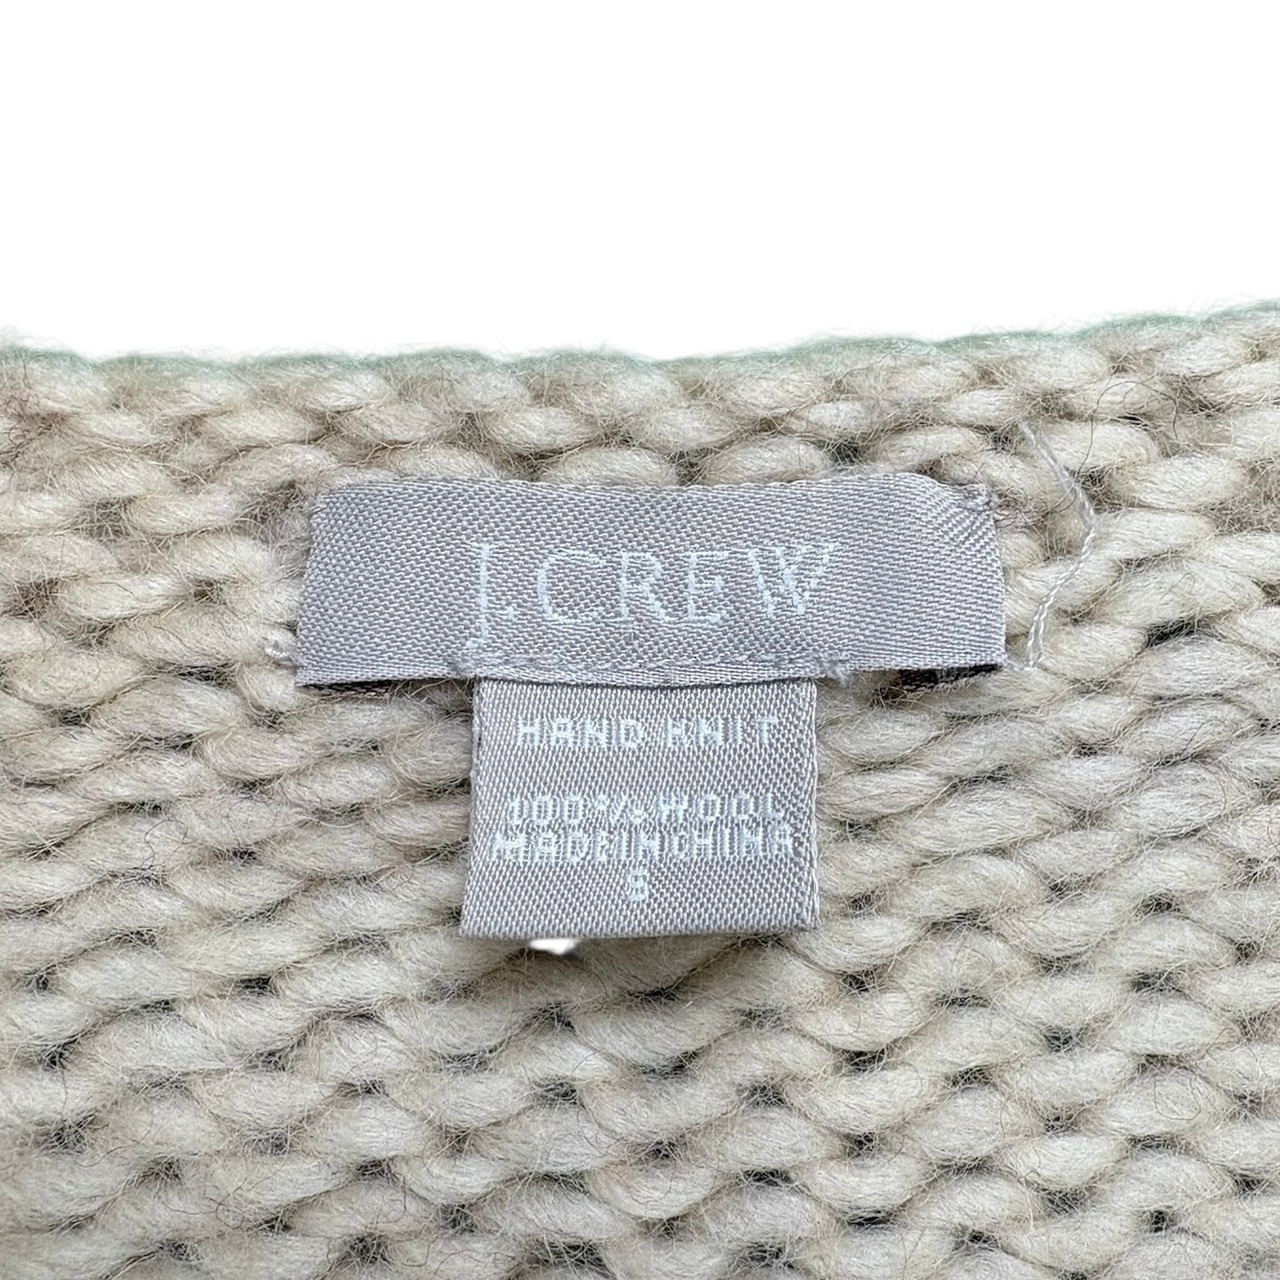 J.CREW
HAND KNIT
100% WOOL
MADE IN CHINA
S